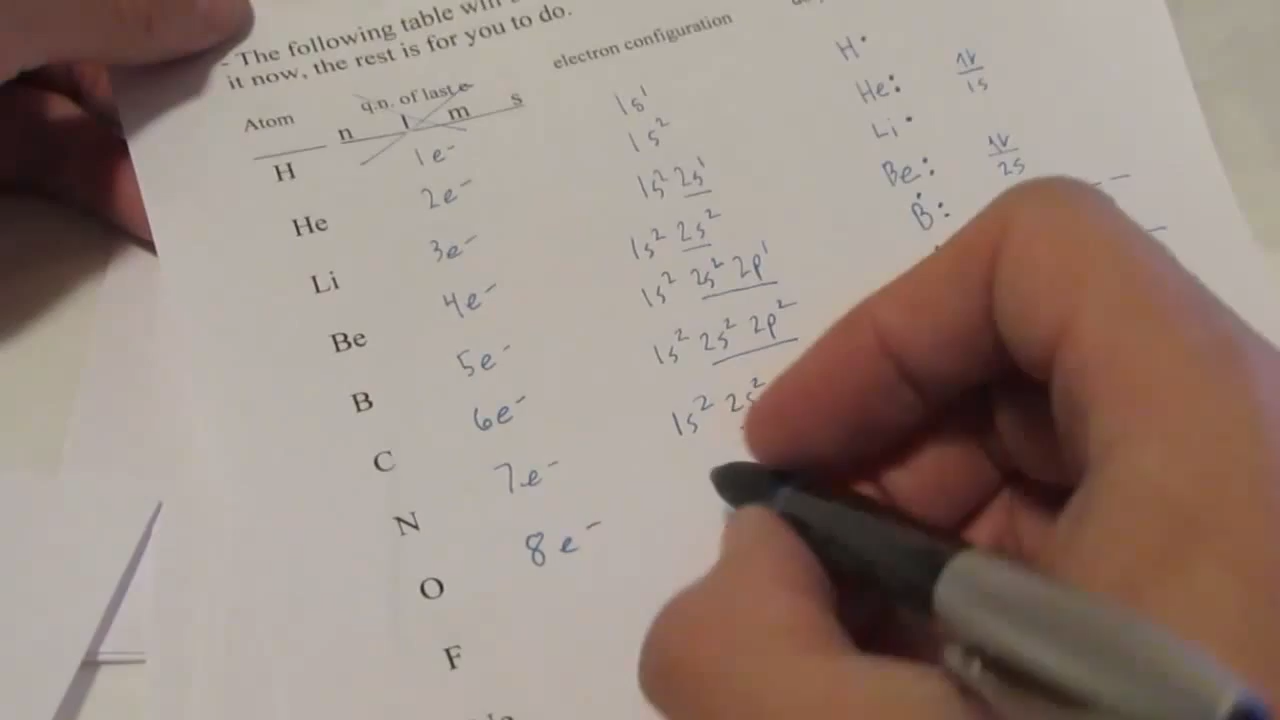 - The following table will
it now, the rest is for you to do.
Atom q.n. of last e- electron configuration
n l m s
H 1e⁻ 1s¹ H·
He 2e⁻ 1s² He: 1s
Li 3e⁻ 1s² 2s¹ Li·
Be 4e⁻ 1s² 2s² Be: 2s
B 5e⁻ 1s² 2s² 2p¹ B:
C 6e⁻ 1s² 2s² 2p²
N 7e⁻ 1s² 2s²
O 8e⁻
F